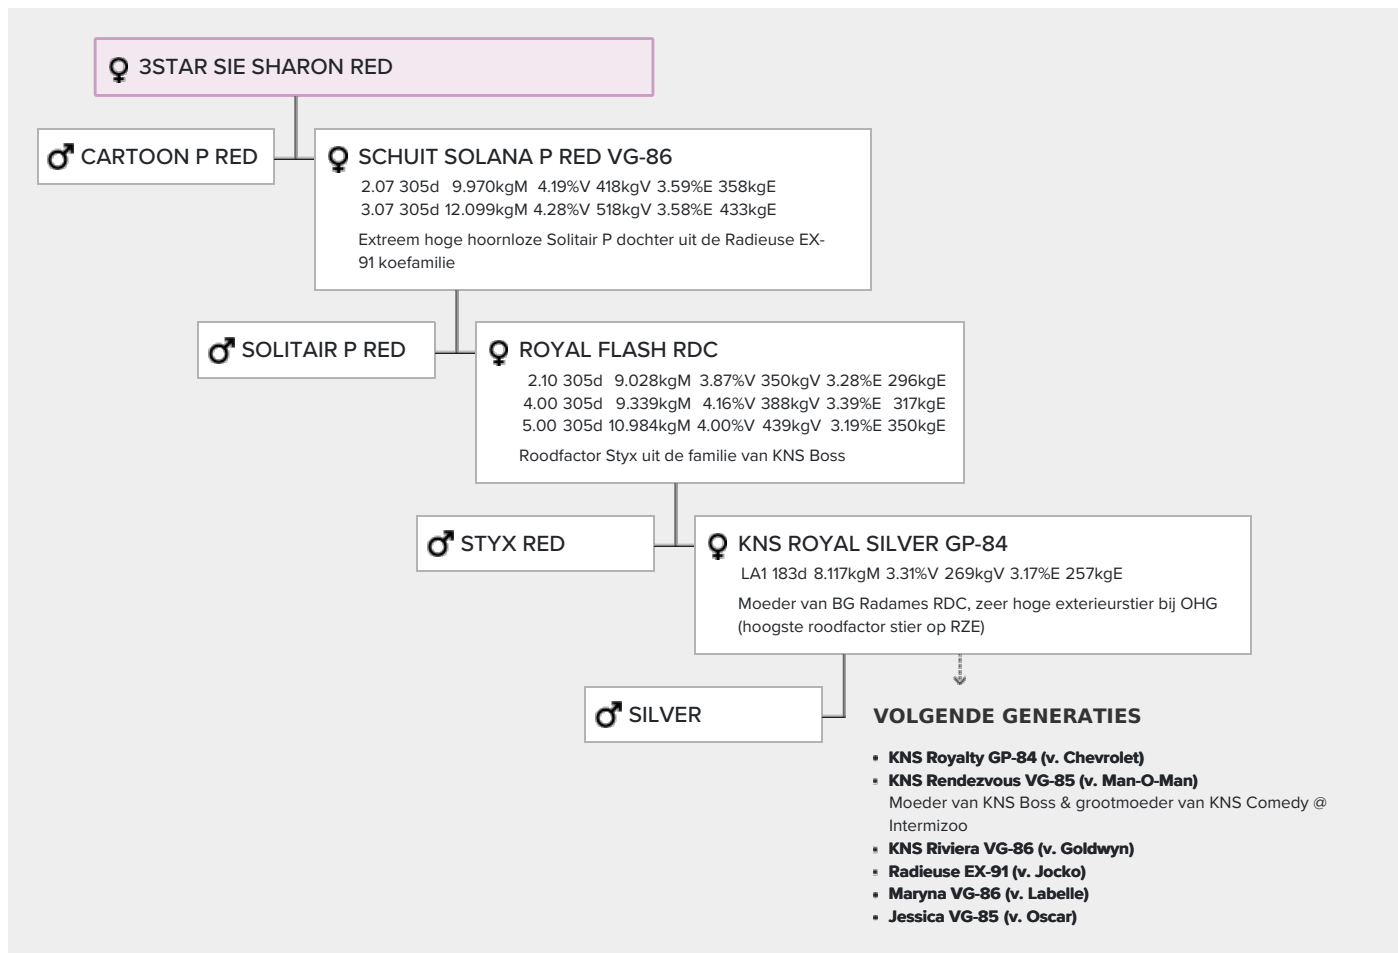 3STAR SIE SHARON RED
CARTOON P RED
SCHUIT SOLANA P RED VG-86
2.07 305d 9.970kgM 4.19%V 418kgV 3.59%E 358kgE
3.07 305d 12.099kgM 4.28%V 518kgV 3.58%E 433kgE
Extreem hoge hoornloze Solitair P dochter uit de Radieuse EX-
91 koefamilie
SOLITAIR P RED
ROYAL FLASH RDC
2.10 305d 9.028kgM 3.87%V 350kgV 3.28%E 296kgE
4.00 305d 9.339kgM 4.16%V 388kgV 3.39%E 317kgE
5.00 305d 10.984kgM 4.00%V 439kgV 3.19%E 350kgE
Roodfactor Styx uit de familie van KNS Boss
STYX RED
KNS ROYAL SILVER GP-84
LA1 183d 8.117kgM 3.31%V 269kgV 3.17%E 257kgE
Moeder van BG Radames RDC, zeer hoge exterieurstier bij OHG
(hoogste roodfactor stier op RZE)
SILVER
VOLGENDE GENERATIES
KNS Royalty GP-84 (v. Chevrolet)
KNS Rendezvous VG-85 (v. Man-O-Man)
Moeder van KNS Boss & grootmoeder van KNS Comedy @
Intermizoo
KNS Riviera VG-86 (v. Goldwyn)
Radieuse EX-91 (v. Jocko)
Maryna VG-86 (v. Labelle)
Jessica VG-85 (v. Oscar)